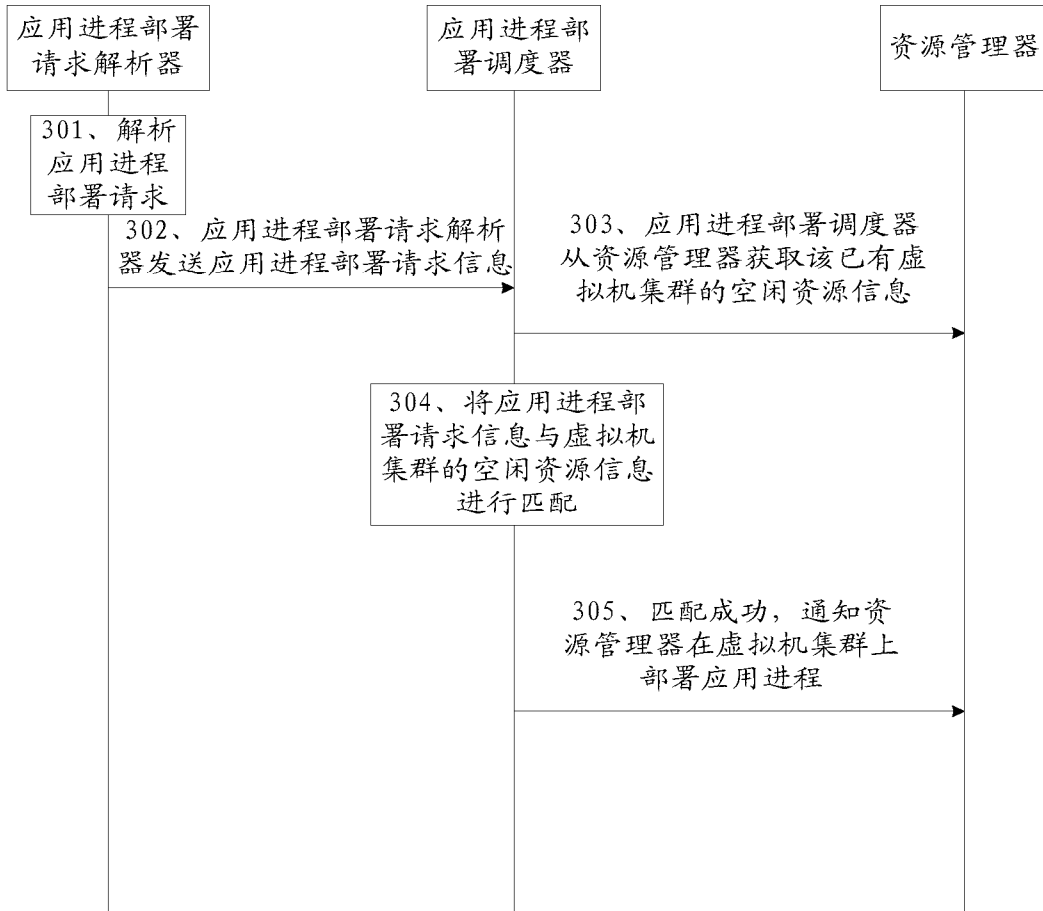 应用进程部署
请求解析器
应用进程部
署调度器
资源管理器
301、解析
应用进程
部署请求
302、应用进程部署请求解析
器发送应用进程部署请求信息
303、应用进程部署调度器
从资源管理器获取该已有虚
拟机集群的空闲资源信息
304、将应用进程部
署请求信息与虚拟机
集群的空闲资源信息
进行匹配
305、匹配成功，通知资
源管理器在虚拟机集群上
部署应用进程